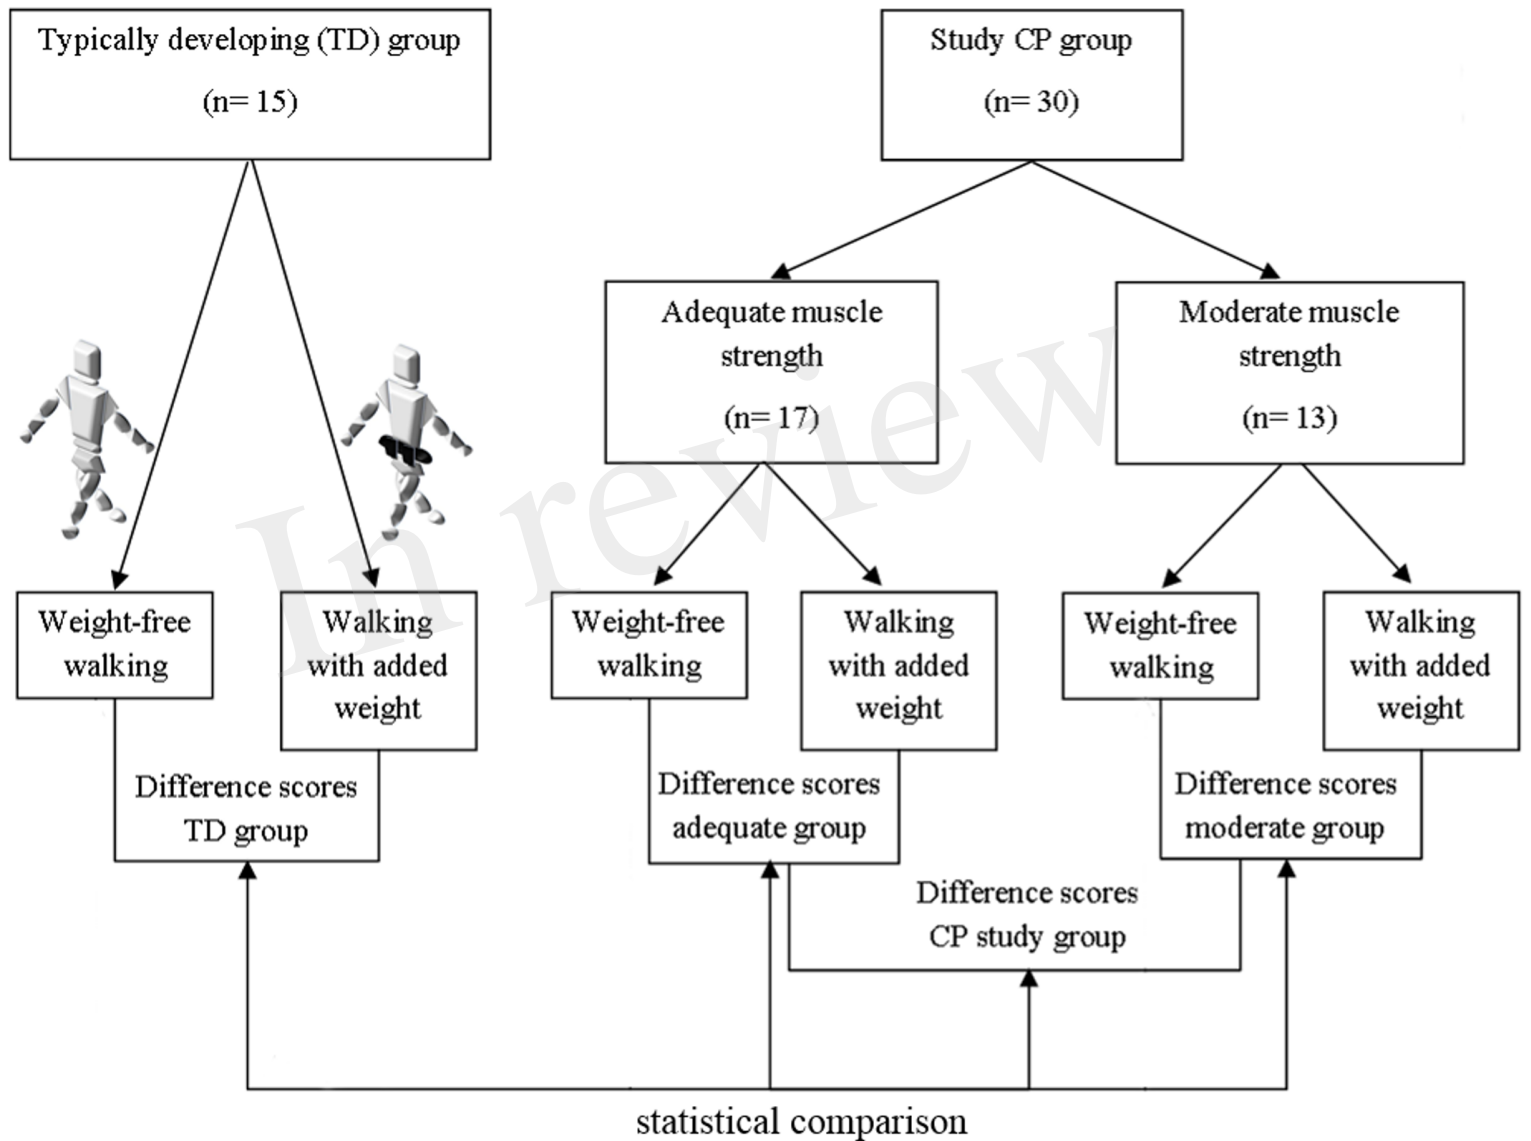 Typically developing (TD) group
(n= 15)
Study CP group
(n= 30)
Adequate muscle
strength
(n= 17)
Moderate muscle
strength
(n= 13)
In review
Weight-free
walking
Walking
with added
weight
Weight-free
walking
Walking
with added
weight
Weight-free
walking
Walking
with added
weight
Difference scores
TD group
Difference scores
adequate group
Difference scores
moderate group
Difference scores
CP study group
statistical comparison